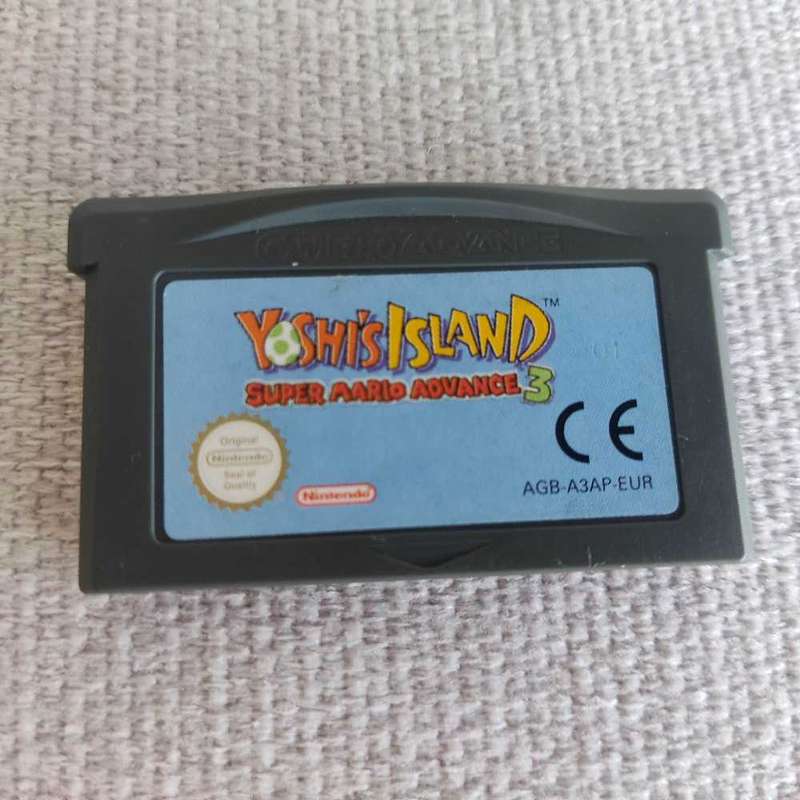 GAME BOY ADVANCE
YOSHI'S ISLAND TM
SUPER MARIO ADVANCE 3
01
CE
Original
Nintendo
Seal of
Quality
Nintendo
AGB-A3AP-EUR